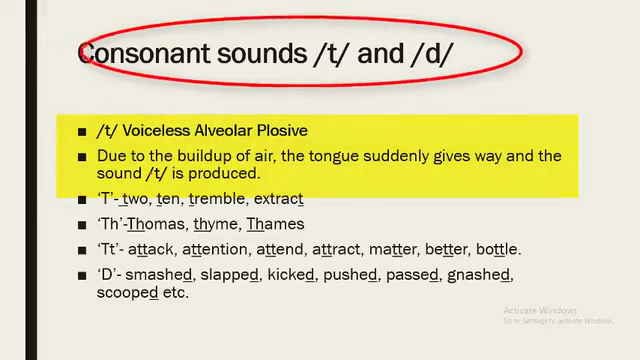 Consonant sounds /t/ and /d/
■ /t/ Voiceless Alveolar Plosive
■ Due to the buildup of air, the tongue suddenly gives way and the
sound /t/ is produced.
■ 'T'- two, ten, tremble, extract
■ 'Th'-Thomas, thyme, Thames
■ 'Tt'- attack, attention, attend, attract, matter, better, bottle.
■ 'D'- smashed, slapped, kicked, pushed, passed, gnashed,
scooped etc.
Activate Windows
Go to Settings to activate Windows.